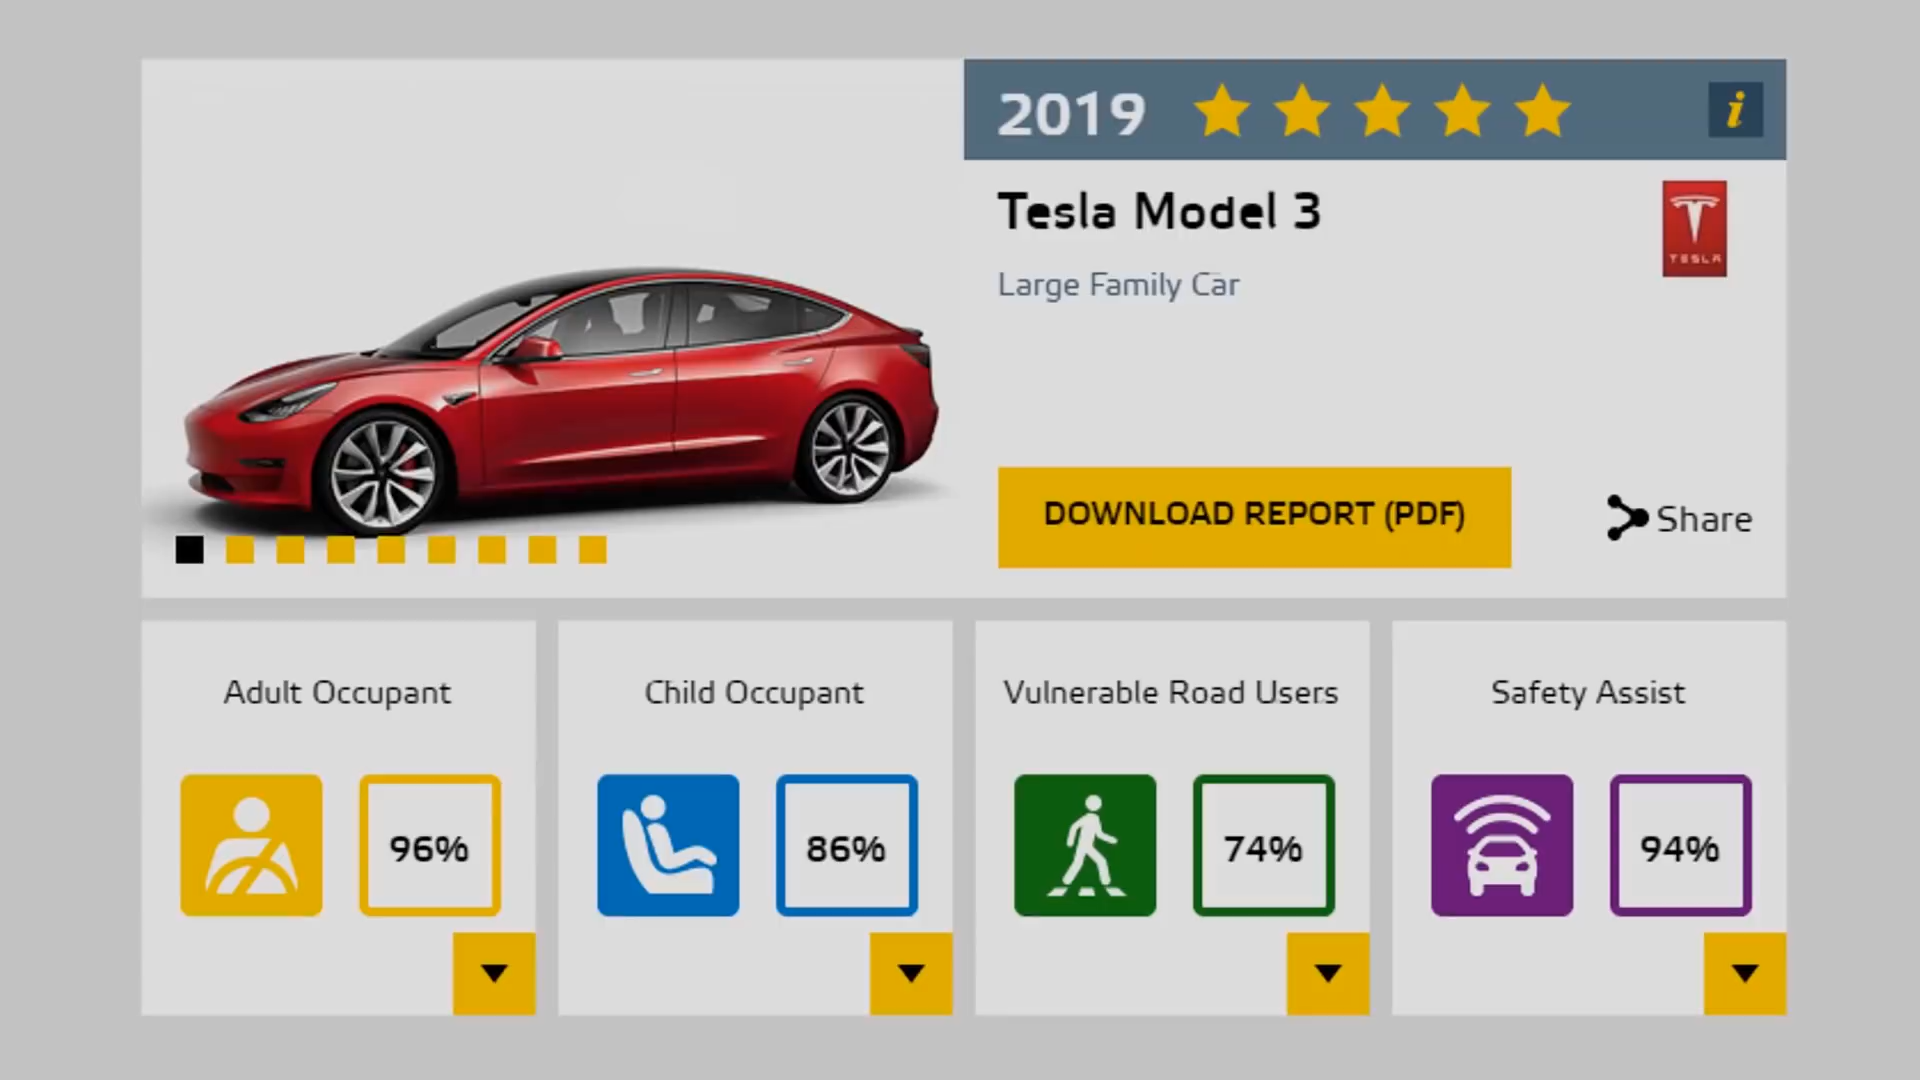 2019
i
Tesla Model 3
TESLA
Large Family Car
DOWNLOAD REPORT (PDF)
Share
Adult Occupant
Child Occupant
Vulnerable Road Users
Safety Assist
96%
86%
74%
94%